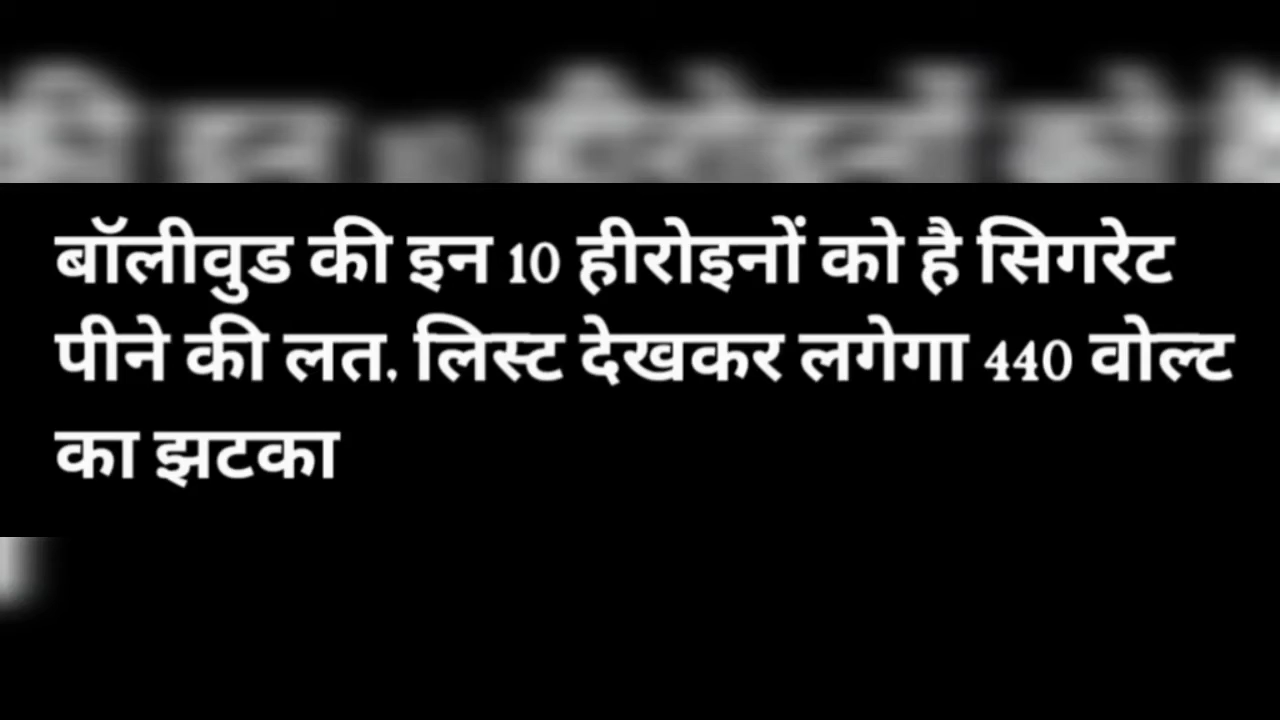 बॉलीवुड की इन 10 हीरोइनों को है सिगरेट
पीने की लत, लिस्ट देखकर लगेगा 440 वोल्ट
का झटका